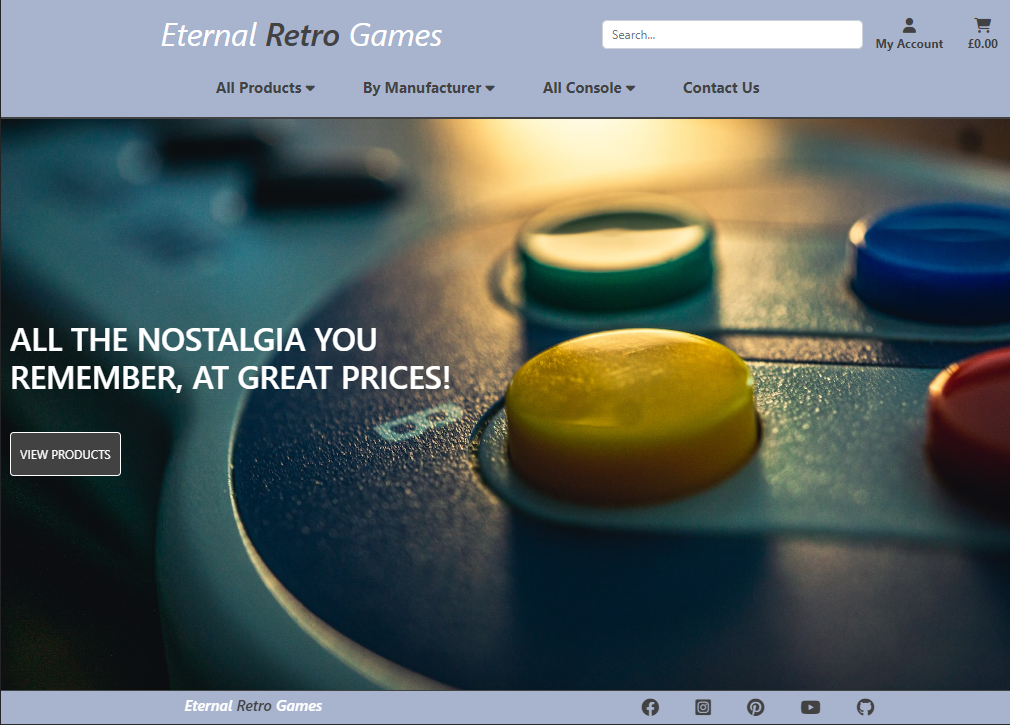 Eternal Retro Games
Search...
My Account
£0.00
All Products
By Manufacturer
All Console
Contact Us
ALL THE NOSTALGIA YOU
REMEMBER, AT GREAT PRICES!
B
VIEW PRODUCTS
Eternal Retro Games